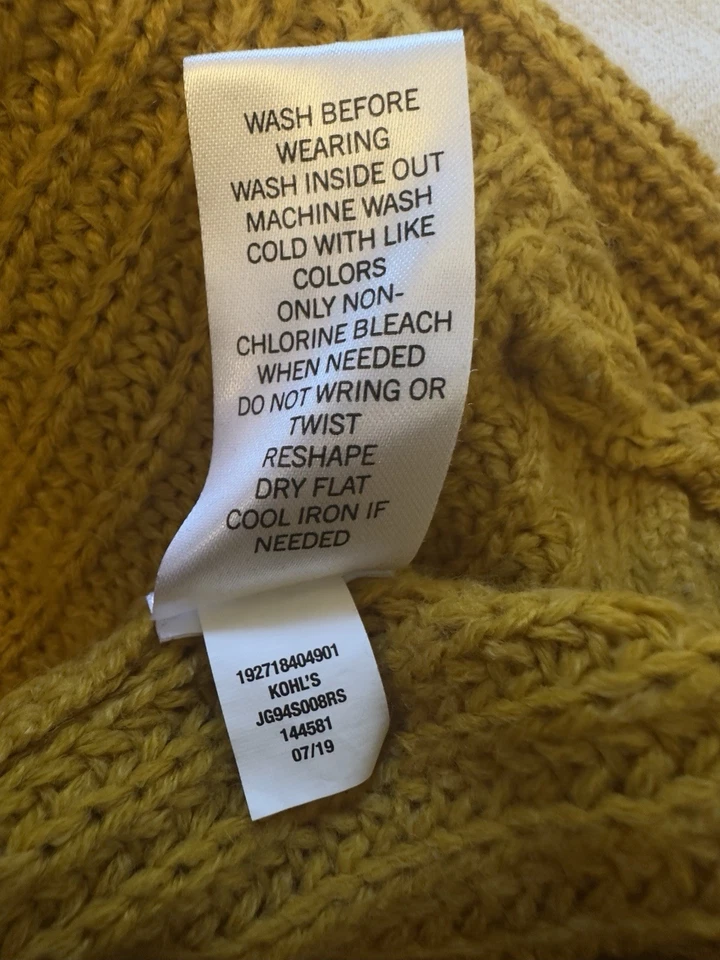 WASH BEFORE
WEARING
WASH INSIDE OUT
MACHINE WASH
COLD WITH LIKE
COLORS
ONLY NON-
CHLORINE BLEACH
WHEN NEEDED
DO NOT WRING OR
TWIST
RESHAPE
DRY FLAT
COOL IRON IF
NEEDED
192718404901
KOHL'S
JG94S008RS
144581
07/19